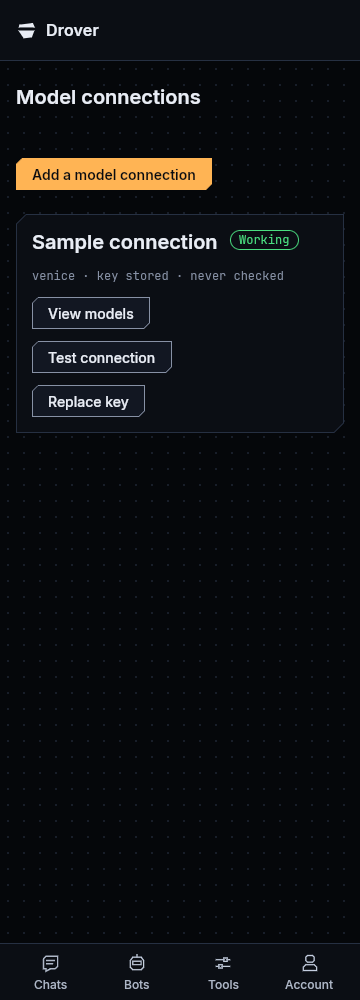 Drover
Model connections
Add a model connection
Sample connection
Working
venice · key stored · never checked
View models
Test connection
Replace key
Chats
Bots
Tools
Account